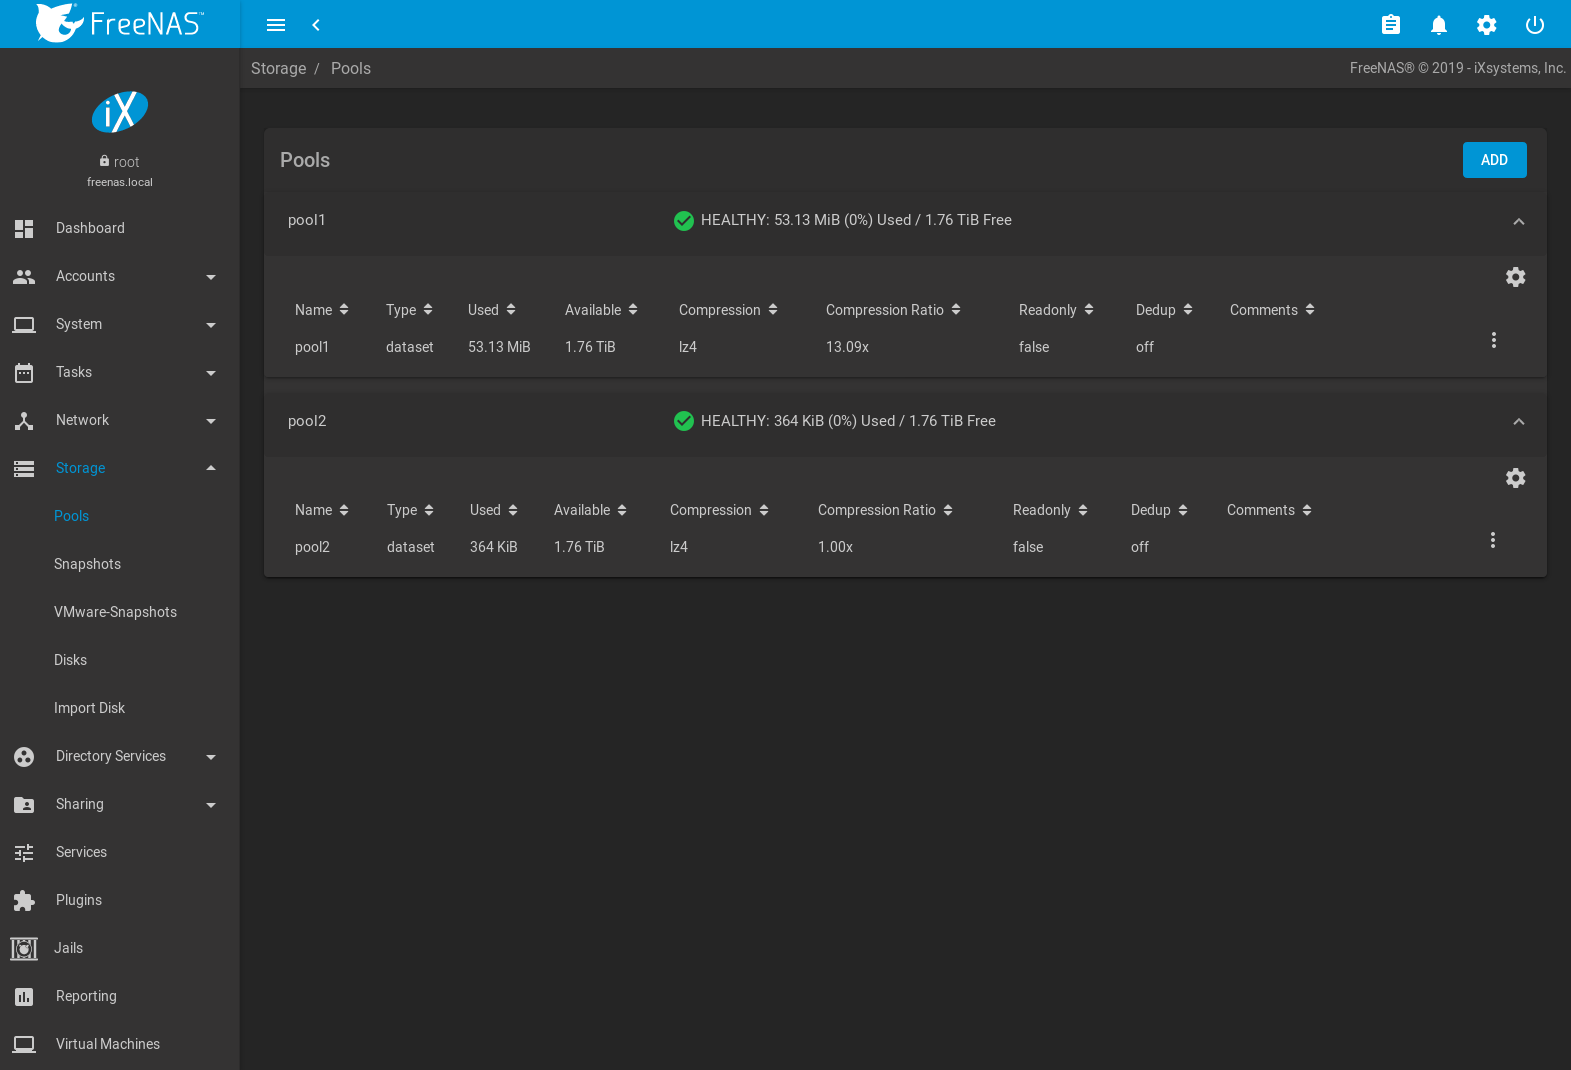 FreeNAS™
Storage / Pools
FreeNAS® © 2019 - iXsystems, Inc.
iX
root
freenas.local
Dashboard
Accounts
System
Tasks
Network
Storage
Pools
Snapshots
VMware-Snapshots
Disks
Import Disk
Directory Services
Sharing
Services
Plugins
Jails
Reporting
Virtual Machines
Pools
ADD
pool1 HEALTHY: 53.13 MiB (0%) Used / 1.76 TiB Free
Name Type Used Available Compression Compression Ratio Readonly Dedup Comments
pool1 dataset 53.13 MiB 1.76 TiB lz4 13.09x false off
pool2 HEALTHY: 364 KiB (0%) Used / 1.76 TiB Free
Name Type Used Available Compression Compression Ratio Readonly Dedup Comments
pool2 dataset 364 KiB 1.76 TiB lz4 1.00x false off